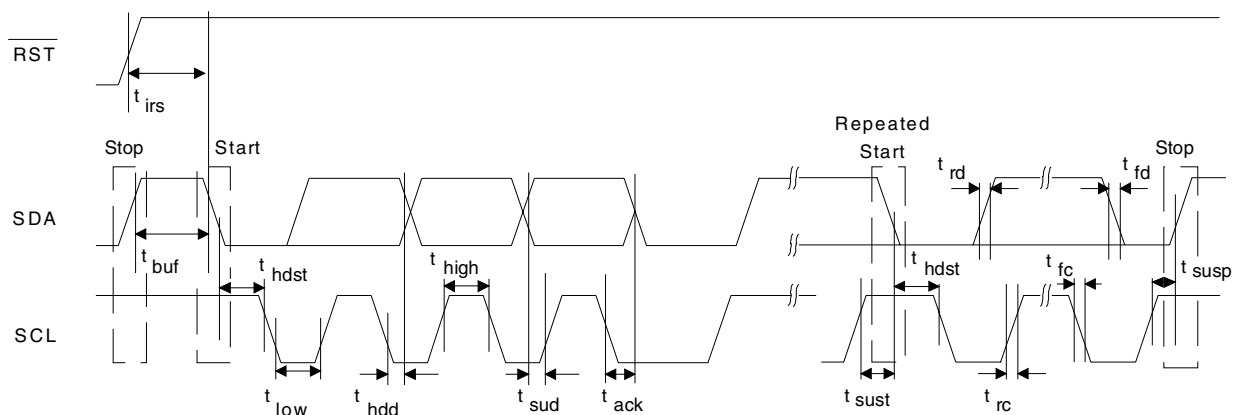 RST
t irs
Repeated
Stop Start Start t rd t fd Stop
SDA
t buf t hdst t high t hdst t fc t susp
SCL
t low t hdd t sud t ack t sust t rc